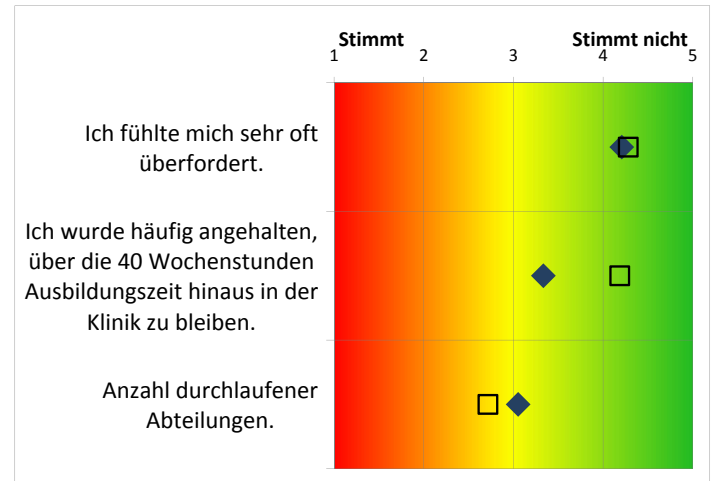 Stimmt Stimmt nicht
1 2 3 4 5
Ich fühlte mich sehr oft
überfordert.
Ich wurde häufig angehalten,
über die 40 Wochenstunden
Ausbildungszeit hinaus in der
Klinik zu bleiben.
Anzahl durchlaufener
Abteilungen.